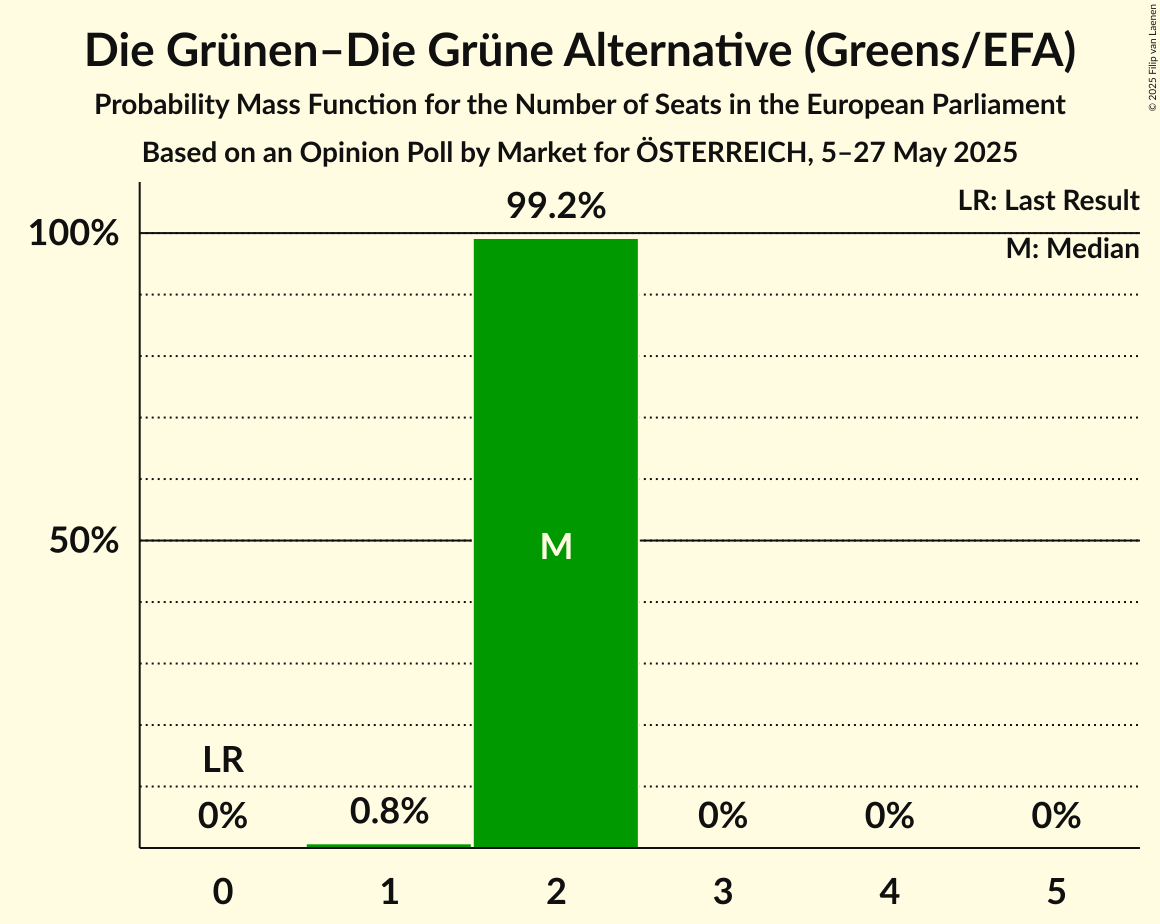 Die Grünen–Die Grüne Alternative (Greens/EFA)
Probability Mass Function for the Number of Seats in the European Parliament
Based on an Opinion Poll by Market for ÖSTERREICH, 5–27 May 2025
© 2025 Filip van Laenen
LR: Last Result
M: Median
99.2%
100%
50%
M
LR
0%
0.8%
0%
0%
0%
0 1 2 3 4 5